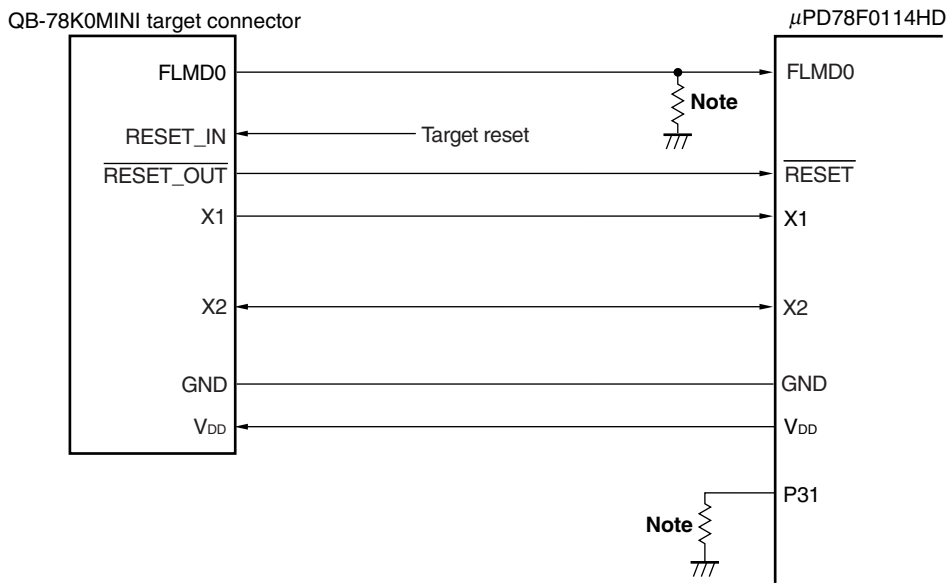 QB-78K0MINI target connector
μPD78F0114HD
FLMD0
FLMD0
Note
RESET_IN
Target reset
RESET_OUT
RESET
X1
X1
X2
X2
GND
GND
VDD
VDD
P31
Note